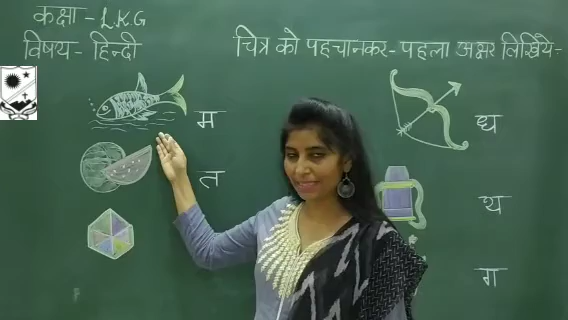 कक्षा - L.K.G
विषय - हिन्दी
चित्र को पहचानकर - पहला अक्षर लिखिये -
म
ध
त
थ
ग